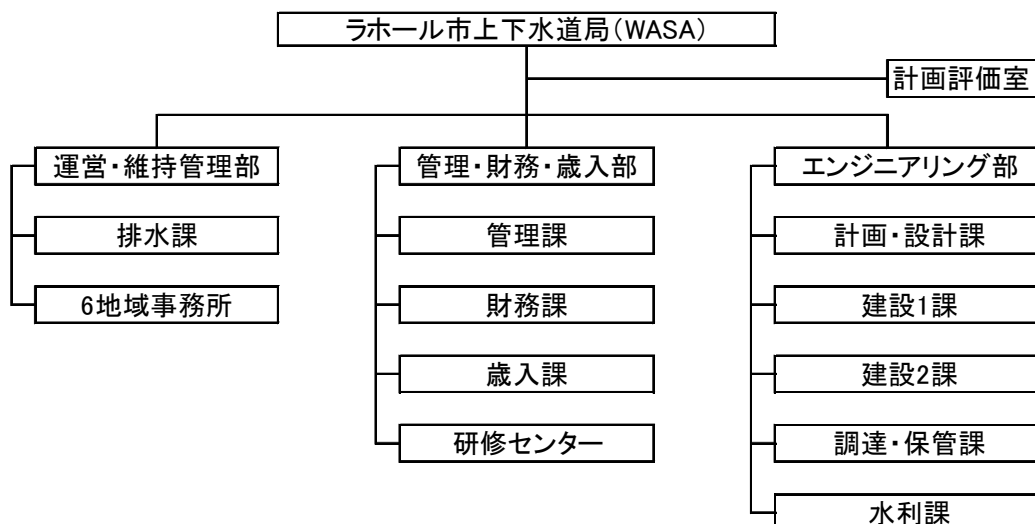 ラホール市上下水道局(WASA)
計画評価室
運営・維持管理部
排水課
6地域事務所
管理・財務・歳入部
管理課
財務課
歳入課
研修センター
エンジニアリング部
計画・設計課
建設1課
建設2課
調達・保管課
水利課